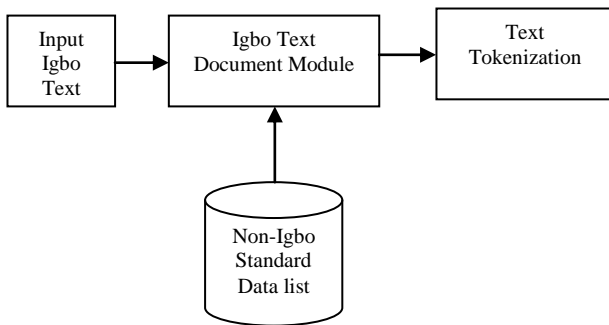 Input
Igbo
Text
Igbo Text
Document Module
Text
Tokenization
Non-Igbo
Standard
Data list